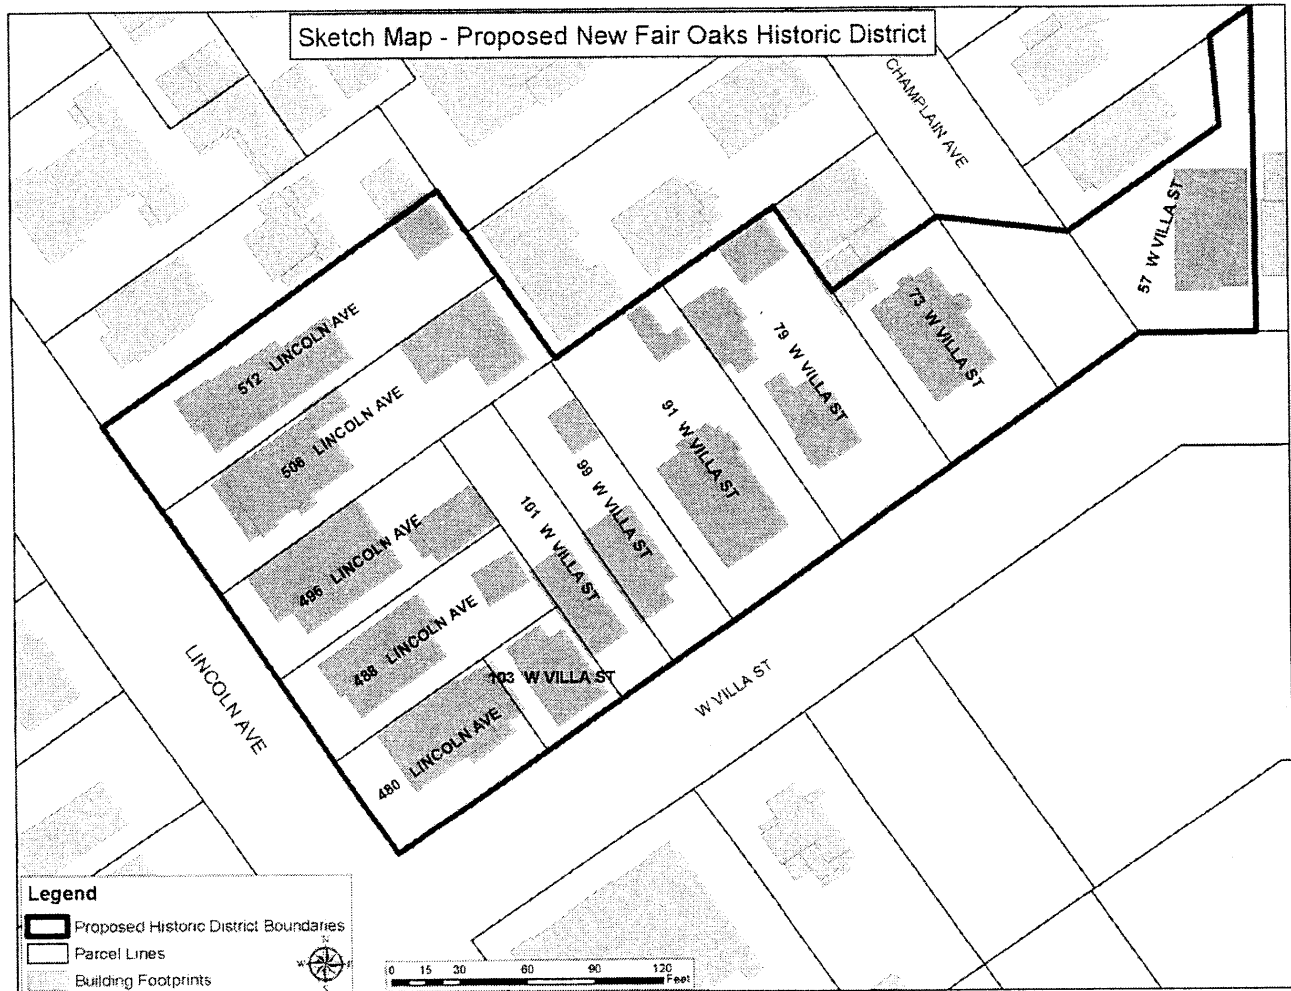 Sketch Map - Proposed New Fair Oaks Historic District
CHAMPLAIN AVE
57 W VILLA ST
73 W VILLA ST
79 W VILLA ST
512 LINCOLN AVE
506 LINCOLN AVE
91 W VILLA ST
99 W VILLA ST
101 W VILLA ST
496 LINCOLN AVE
488 LINCOLN AVE
103 W VILLA ST
480 LINCOLN AVE
LINCOLN AVE
W VILLA ST
Legend
Proposed Historic District Boundaries
Parcel Lines
Building Footprints
N
W E
S
0 15 30 60 90 120
Feet